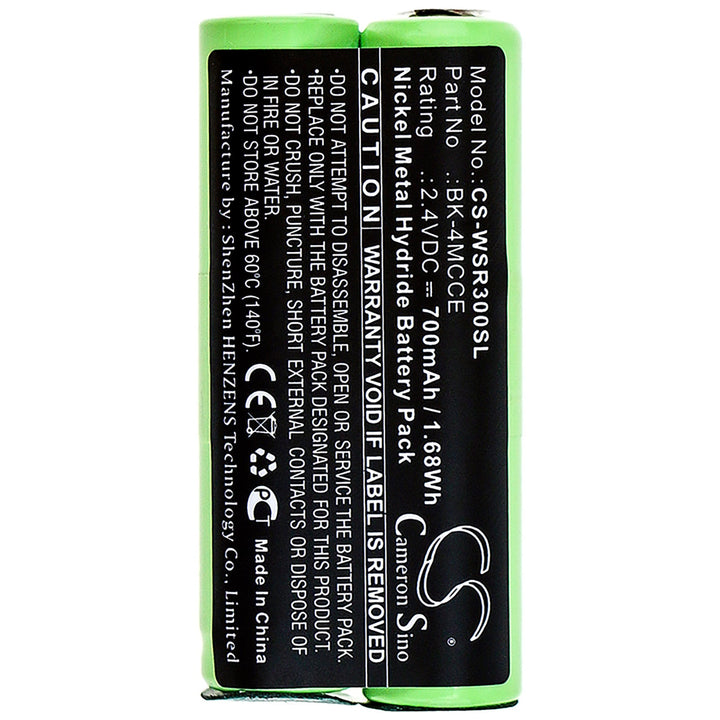 Model No.: CS-WSR300SL
Part No .: BK-4MCCE
Rating .: 2.4VDC ⎓ 700mAh / 1.68Wh
Nickel Metal Hydride Battery Pack
CS ®
Cameron Sino
CAUTION WARRANTY VOID IF LABEL IS REMOVED
•DO NOT ATTEMPT TO DISASSEMBLE, OPEN OR SERVICE THE BATTERY PACK.
•REPLACE ONLY WITH THE BATTERY PACK DESIGNATED FOR THIS PRODUCT.
•DO NOT CRUSH, PUNCTURE, SHORT EXTERNAL CONTACTS OR DISPOSE
IN FIRE OR WATER.
•DO NOT STORE ABOVE 60°C (140°F).
CE PCT Made In China
Manufacture by : ShenZhen HENZENS Technology Co., Limited